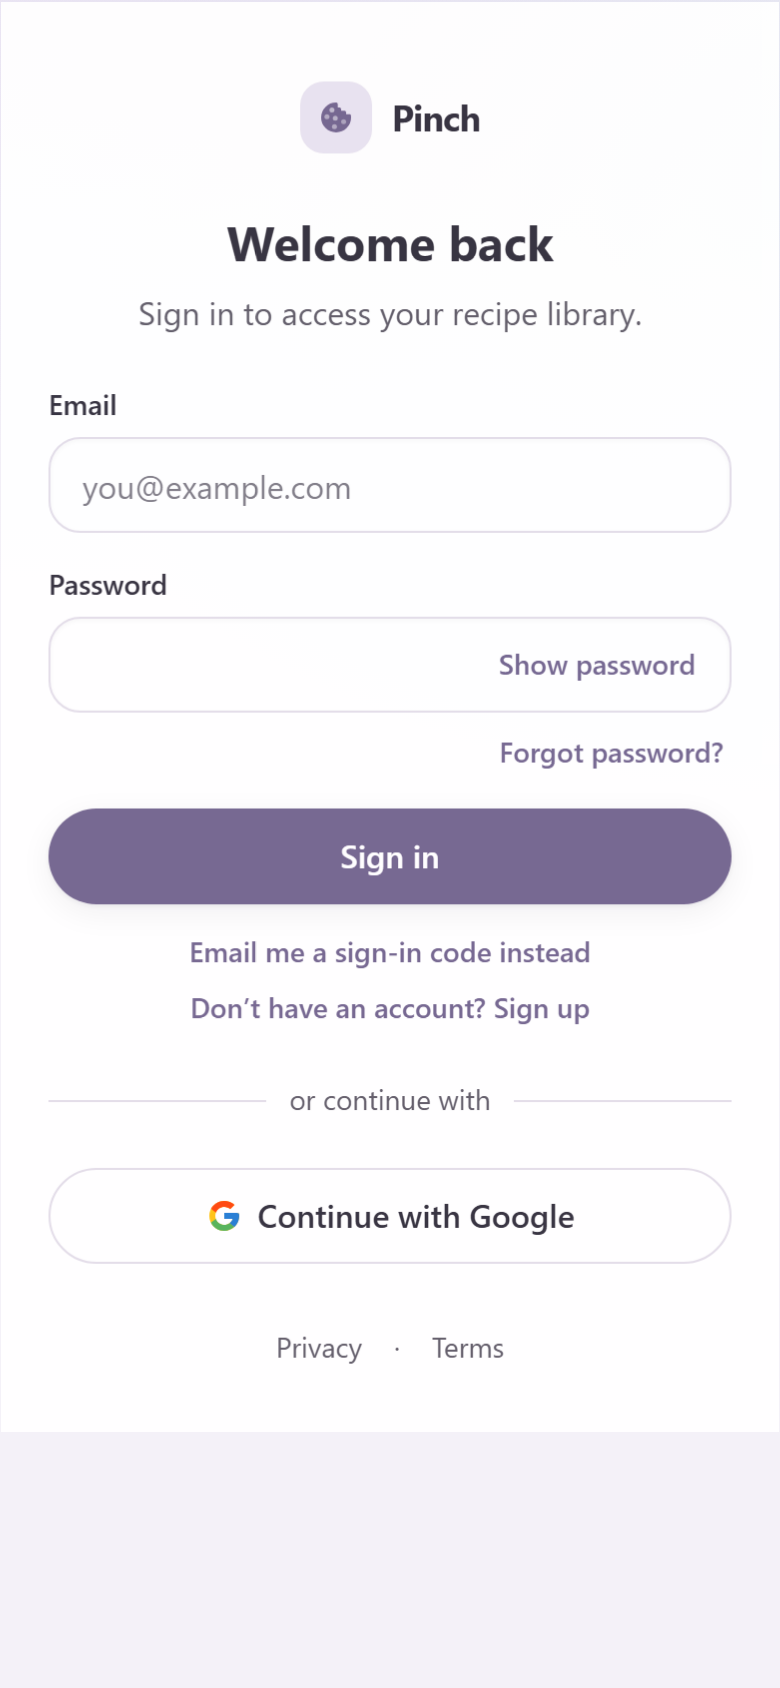 Pinch
Welcome back
Sign in to access your recipe library.
Email
you@example.com
Password
Show password
Forgot password?
Sign in
Email me a sign-in code instead
Don’t have an account? Sign up
or continue with
Continue with Google
Privacy · Terms